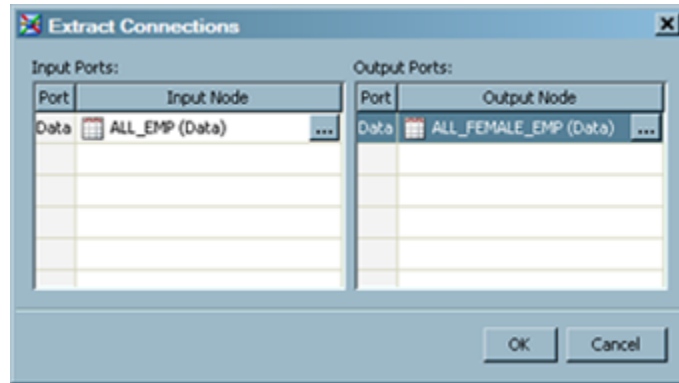 Extract Connections
Input Ports:
Port Input Node
Data ALL_EMP (Data) ...
Output Ports:
Port Output Node
Data ALL_FEMALE_EMP (Data) ...
OK Cancel